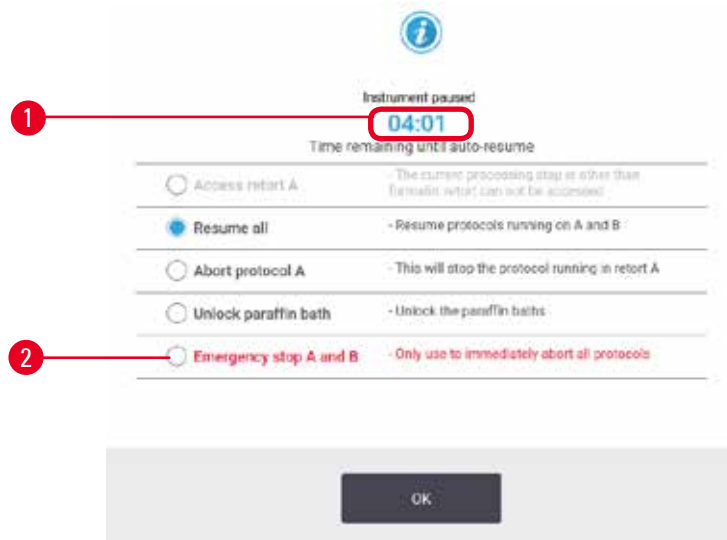 i
Instrument paused
1
04:01
Time remaining until auto-resume
Access retort A
- The current processing step is other than
formalin retort can not be accessed
Resume all
- Resume protocols running on A and B
Abort protocol A
- This will stop the protocol running in retort A
Unlock paraffin bath
- Unlock the paraffin baths
2
Emergency stop A and B
- Only use to immediately abort all protocols
OK